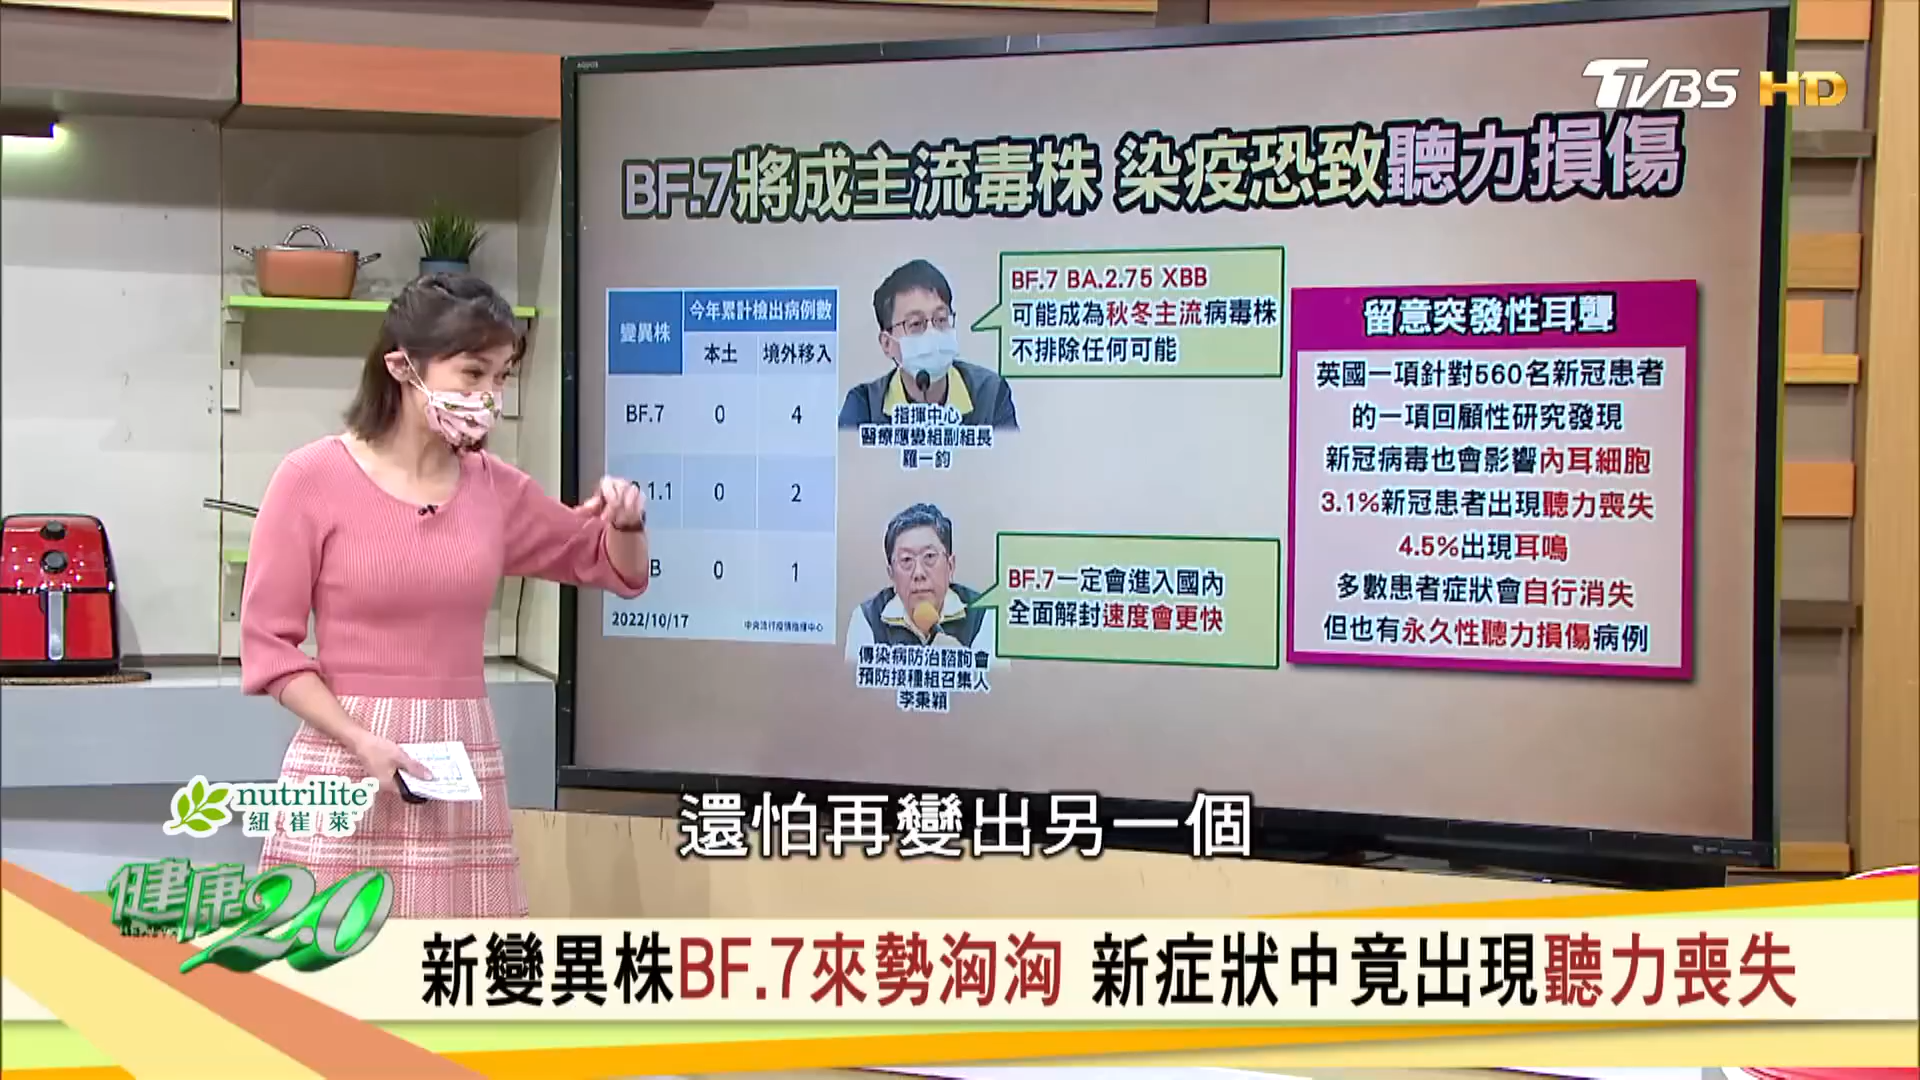 AQUOS
TVBS HD
BF.7將成主流毒株 染疫恐致聽力損傷
變異株
今年累計檢出病例數
本土 境外移入
BF.7 0 4
1.1 0 2
B 0 1
2022/10/17 中央流行疫情指揮中心
指揮中心
醫療應變組副組長
羅一鈞
BF.7 BA.2.75 XBB
可能成為秋冬主流病毒株
不排除任何可能
傳染病防治諮詢會
預防接種組召集人
李秉穎
BF.7一定會進入國內
全面解封速度會更快
留意突發性耳聾
英國一項針對560名新冠患者
的一項回顧性研究發現
新冠病毒也會影響內耳細胞
3.1%新冠患者出現聽力喪失
4.5%出現耳鳴
多數患者症狀會自行消失
但也有永久性聽力損傷病例
nutrilite
紐崔萊
還怕再變出另一個
健康2.0
新變異株BF.7來勢洶洶 新症狀中竟出現聽力喪失